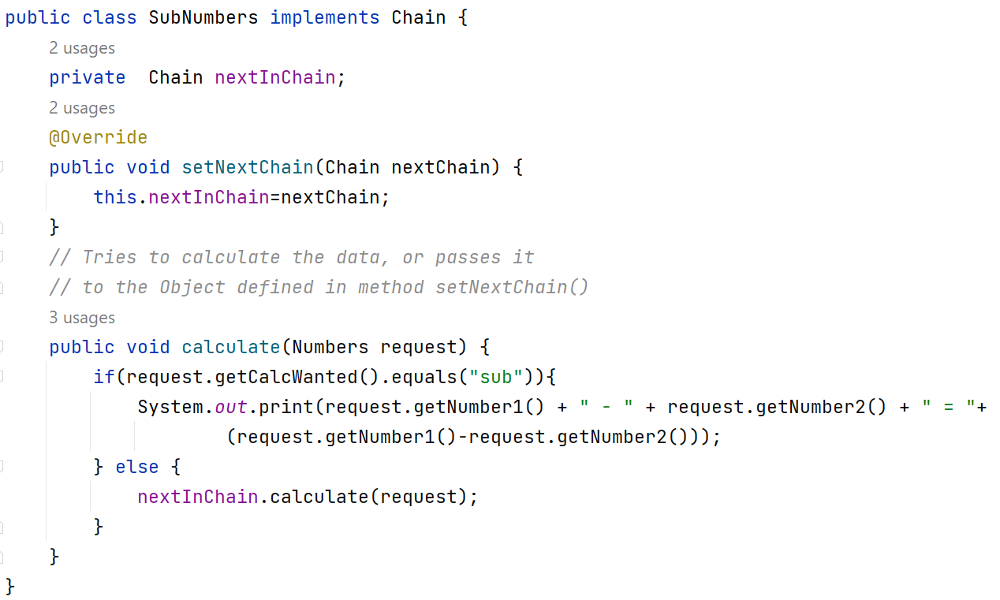 public class SubNumbers implements Chain {
2 usages
private  Chain nextInChain;
2 usages
@Override
public void setNextChain(Chain nextChain) {
this.nextInChain=nextChain;
}
// Tries to calculate the data, or passes it
// to the Object defined in method setNextChain()
3 usages
public void calculate(Numbers request) {
if(request.getCalcWanted().equals("sub")){
System.out.print(request.getNumber1() + " - " + request.getNumber2() + " = "+
(request.getNumber1()-request.getNumber2()));
} else {
nextInChain.calculate(request);
}
}
}